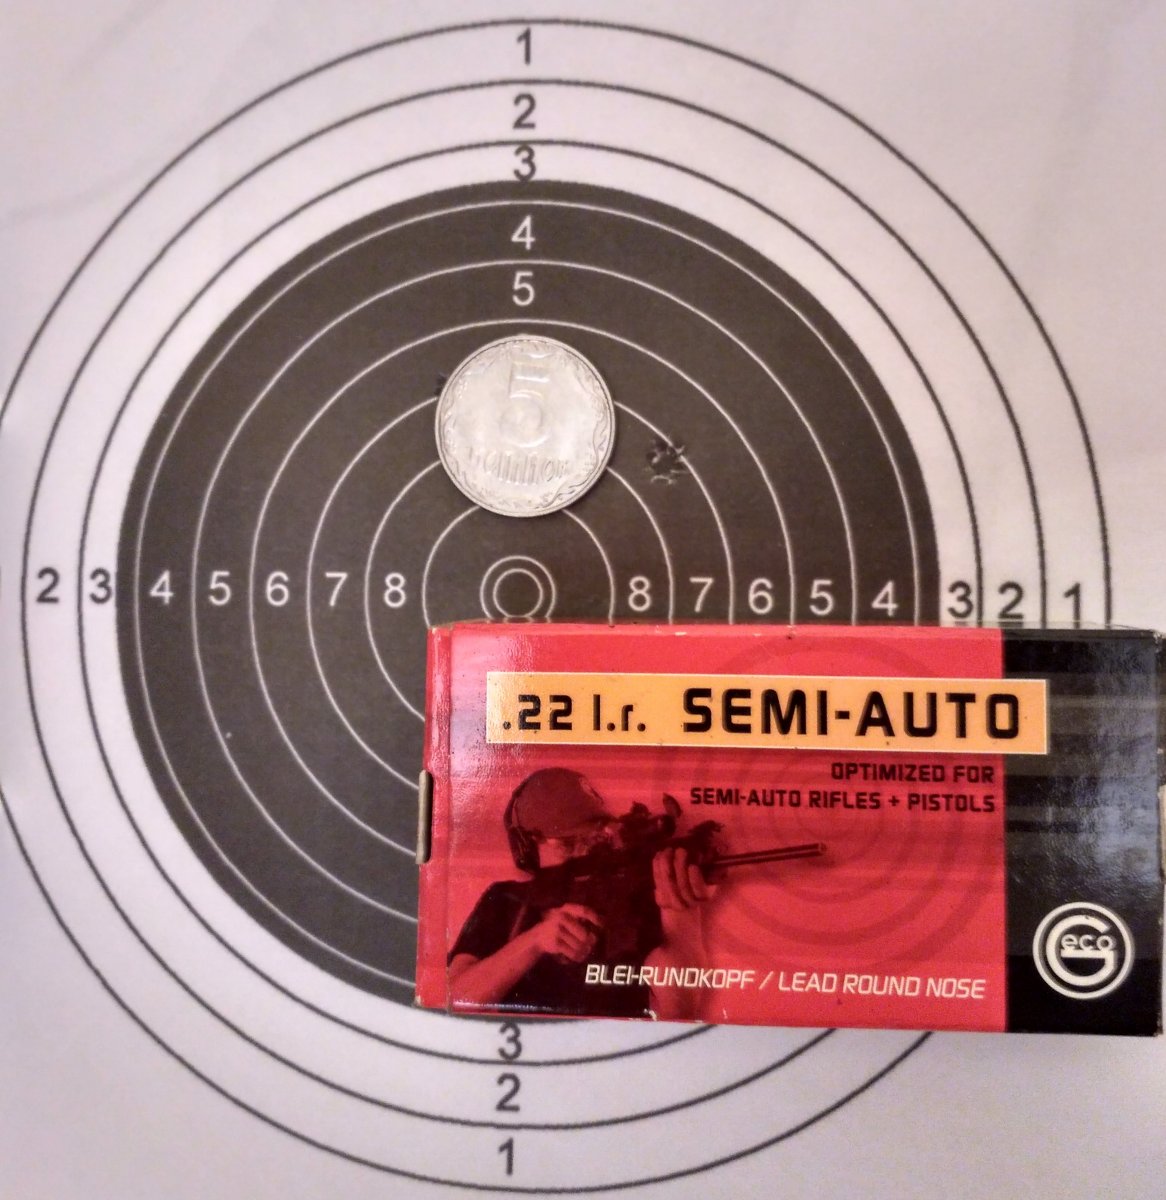 1
2
3
4
5
5
2 3 4 5 6 7 8 8 7 6 5 4 3 2 1
.22 l.r. SEMI-AUTO
OPTIMIZED FOR
SEMI-AUTO RIFLES + PISTOLS
Geco
BLEI-RUNDKOPF / LEAD ROUND NOSE
3
2
1